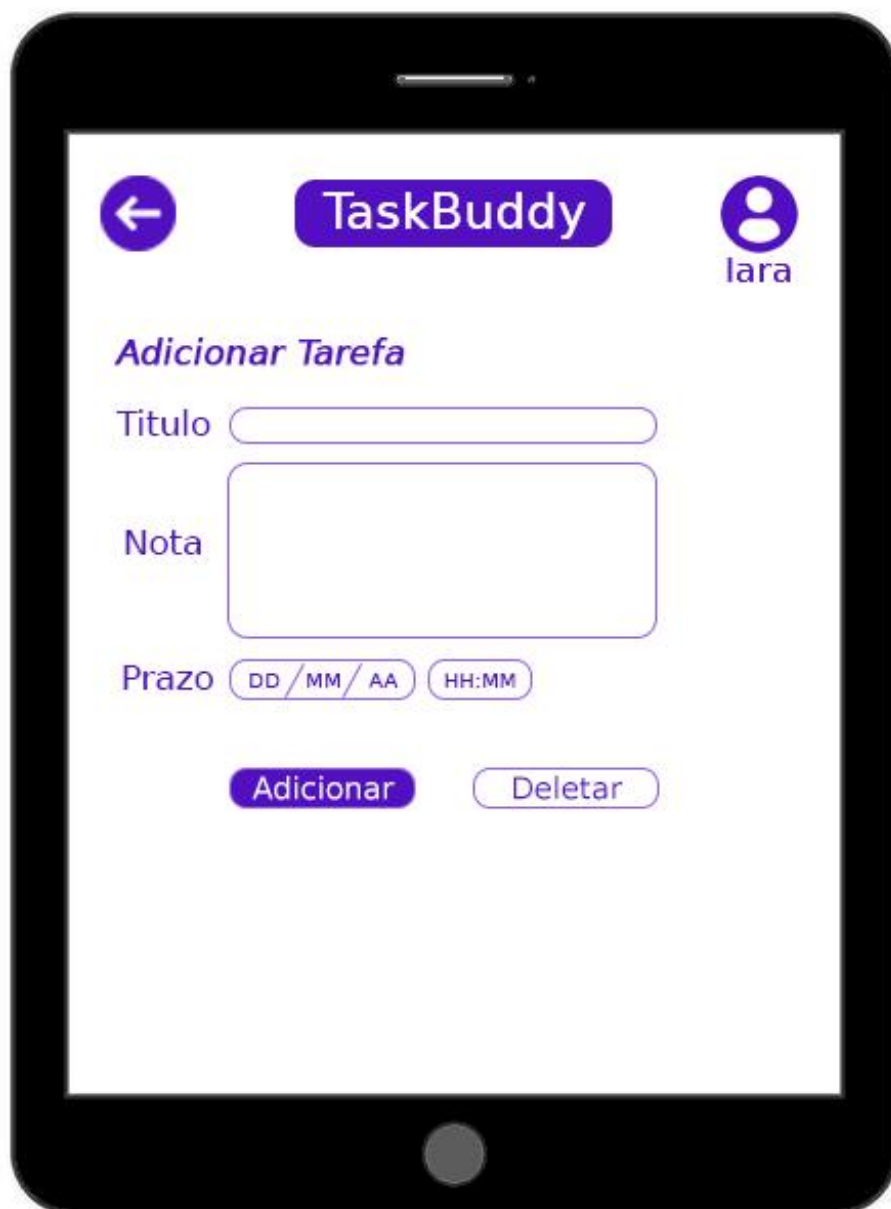 TaskBuddy
Iara
Adicionar Tarefa
Titulo
Nota
Prazo DD / MM / AA HH:MM
Adicionar Deletar